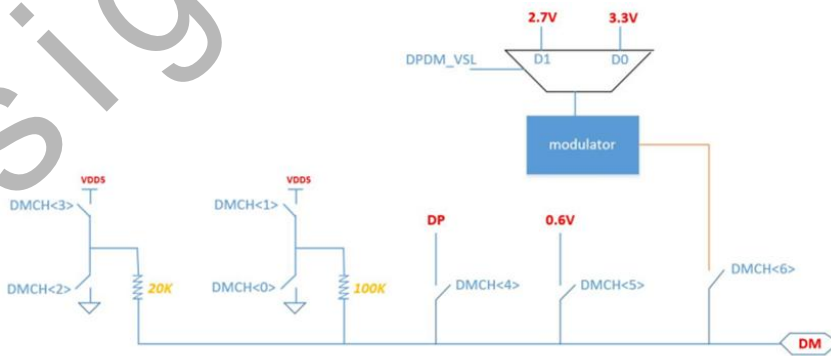 sig
2.7V 3.3V
DPDM_VSL D1 D0
modulator
VDD5 VDD5
DMCH<3> DMCH<1>
DP 0.6V
DMCH<6>
DMCH<2> 20K DMCH<0> 100K DMCH<4> DMCH<5>
DM